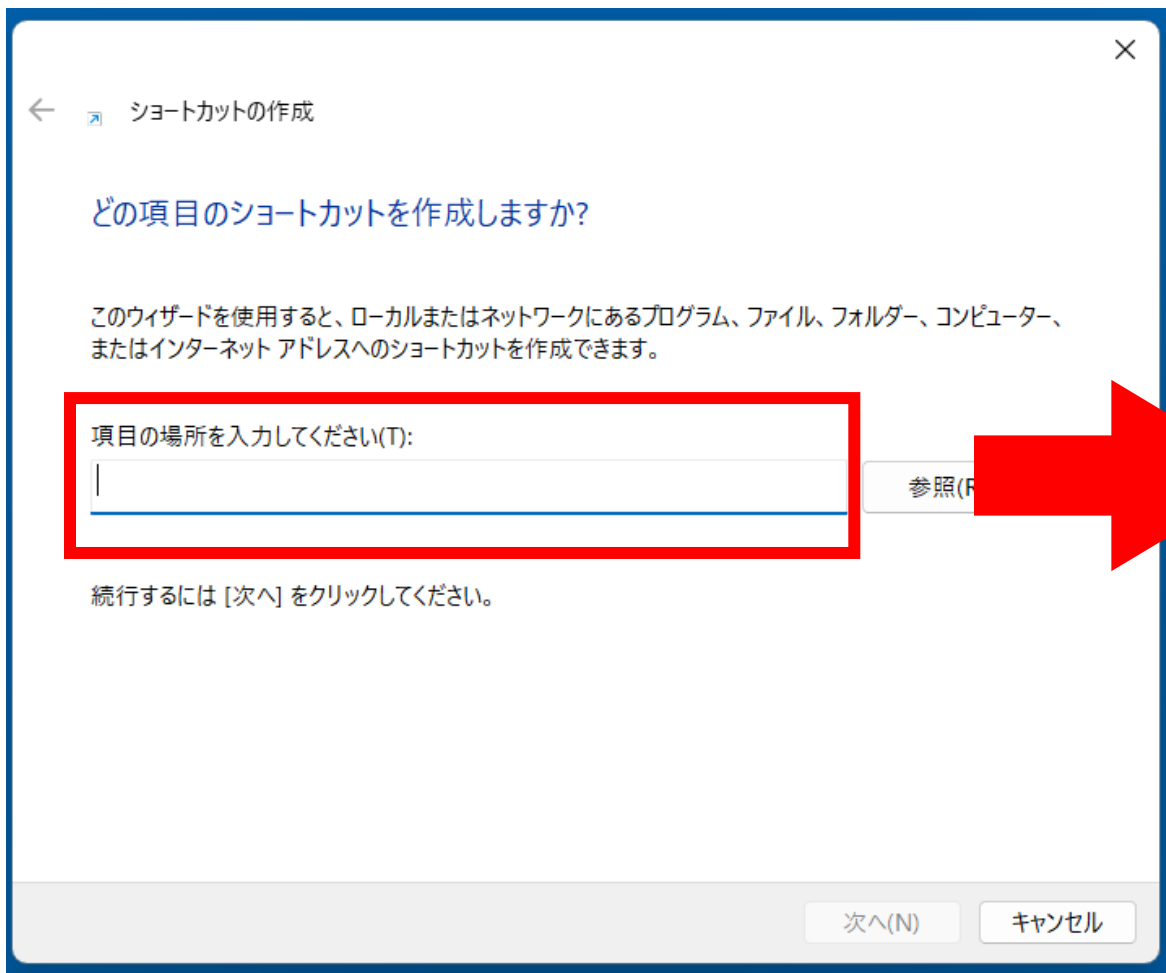 ショートカットの作成
どの項目のショートカットを作成しますか?
このウィザードを使用すると、ローカルまたはネットワークにあるプログラム、ファイル、フォルダー、コンピューター、
またはインターネット アドレスへのショートカットを作成できます。
項目の場所を入力してください(T):
参照(R
続行するには [次へ] をクリックしてください。
次へ(N)
キャンセル